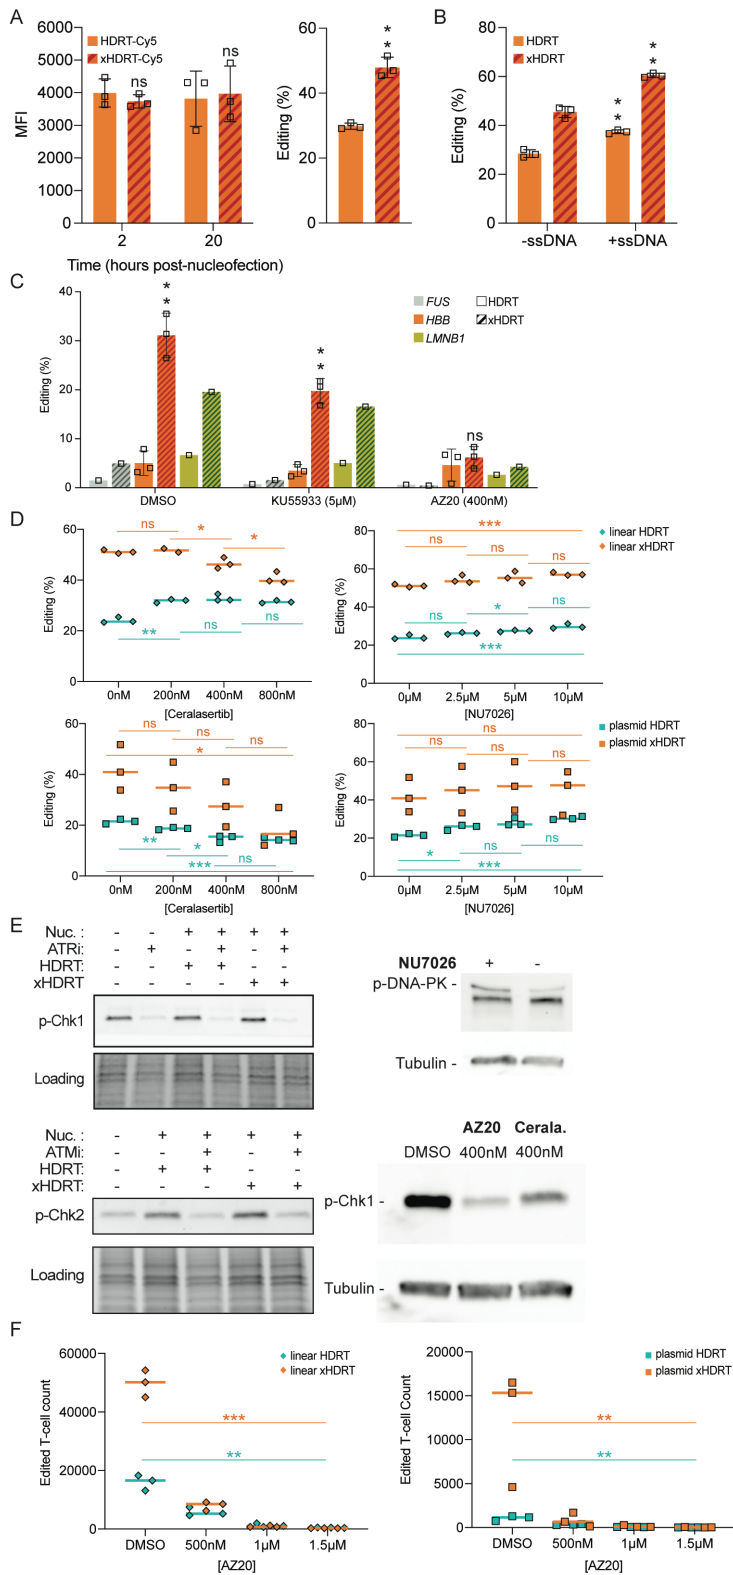 A
HDRT-Cy5
xHDRT-Cy5
MFI
6000
5000
4000
3000
2000
1000
0
ns
ns
2
20
Time (hours post-nucleofection)
Editing (%)
60
40
20
0
**
B
HDRT
xHDRT
Editing (%)
80
60
40
20
0
**
**
-ssDNA
+ssDNA
C
FUS
HBB
LMNB1
HDRT
xHDRT
Editing (%)
40
30
20
10
0
**
**
ns
DMSO
KU55933 (5µM)
AZ20 (400nM)
D
Editing (%)
60
40
20
0
ns
*
*
**
ns
ns
0nM
200nM
400nM
800nM
[Ceralasertib]
Editing (%)
80
60
40
20
0
***
ns
ns
ns
ns
*
ns
***
0µM
2.5µM
5µM
10µM
[NU7026]
linear HDRT
linear xHDRT
Editing (%)
60
40
20
0
ns
ns
ns
*
**
*
ns
***
0nM
200nM
400nM
800nM
[Ceralasertib]
Editing (%)
80
60
40
20
0
ns
ns
ns
ns
*
ns
ns
***
0µM
2.5µM
5µM
10µM
[NU7026]
plasmid HDRT
plasmid xHDRT
E
Nuc. : - - + + + +
ATRi: - + - + - +
HDRT: - - + + - -
xHDRT - - - - + +
p-Chk1
Loading
NU7026 + -
p-DNA-PK -
Tubulin -
Nuc. : - + + + +
ATMi: - - + - +
HDRT: - + + - -
xHDRT: - - - + +
p-Chk2
Loading
AZ20 Cerala.
DMSO 400nM 400nM
p-Chk1 -
Tubulin -
F
Edited T-cell count
60000
40000
20000
0
linear HDRT
linear xHDRT
***
**
DMSO
500nM
1µM
1.5µM
[AZ20]
Edited T-cell Count
20000
15000
10000
5000
0
plasmid HDRT
plasmid xHDRT
**
**
DMSO
500nM
1µM
1.5µM
[AZ20]